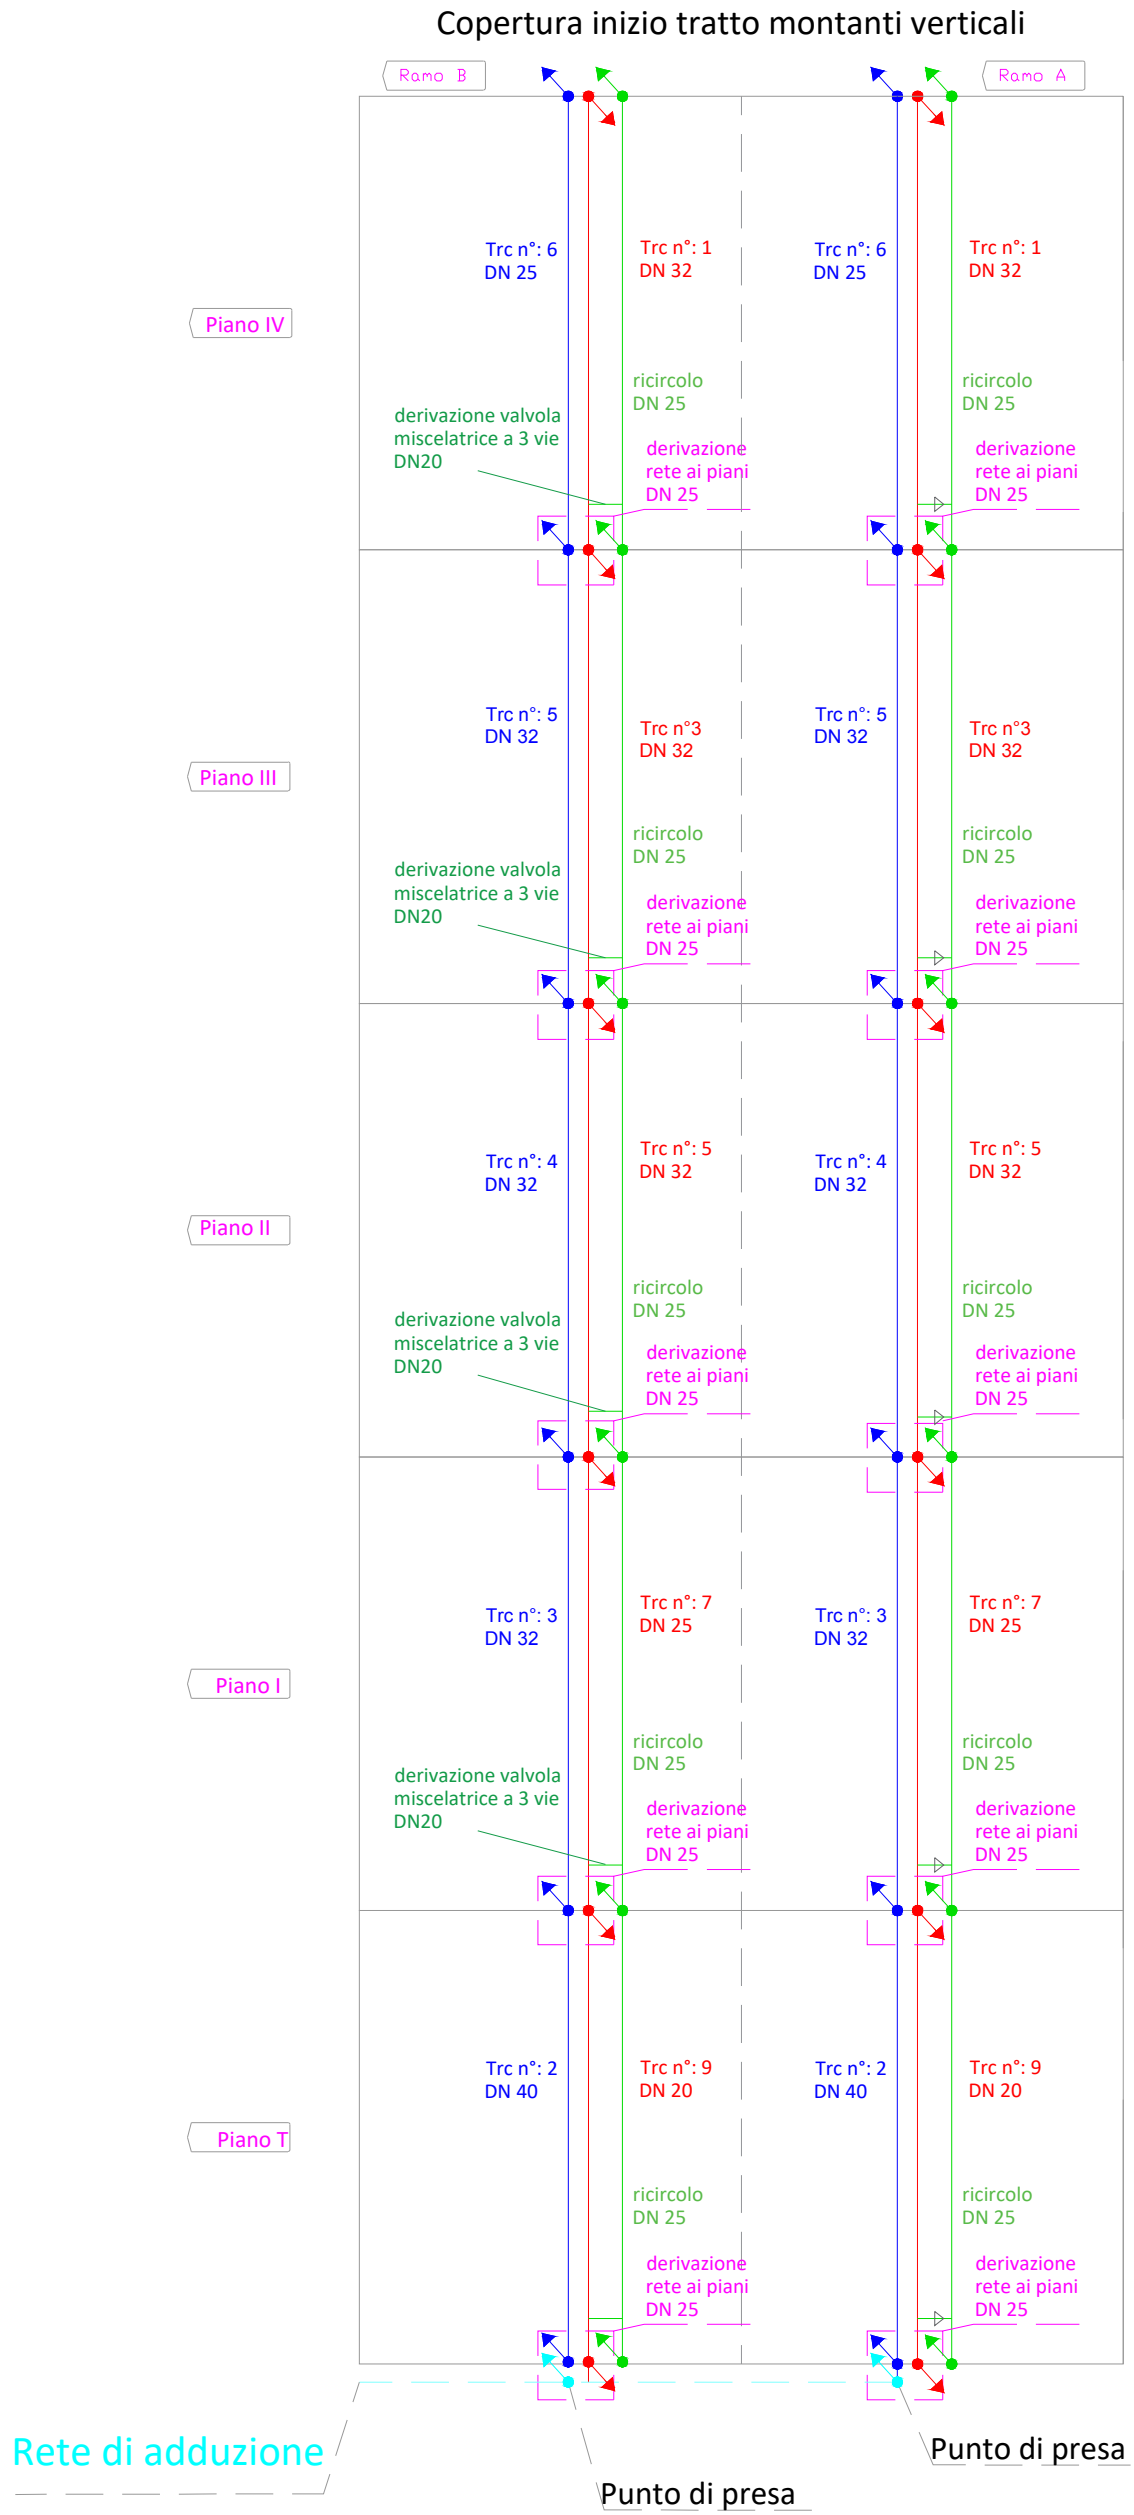 Copertura inizio tratto montanti verticali
Ramo B
Ramo A
Trc n°: 6
DN 25
Trc n°: 1
DN 32
Trc n°: 6
DN 25
Trc n°: 1
DN 32
Piano IV
ricircolo
DN 25
ricircolo
DN 25
derivazione valvola
miscelatrice a 3 vie
DN20
derivazione
rete ai piani
DN 25
derivazione
rete ai piani
DN 25
Trc n°: 5
DN 32
Trc n°3
DN 32
Trc n°: 5
DN 32
Trc n°3
DN 32
Piano III
ricircolo
DN 25
ricircolo
DN 25
derivazione valvola
miscelatrice a 3 vie
DN20
derivazione
rete ai piani
DN 25
derivazione
rete ai piani
DN 25
Trc n°: 4
DN 32
Trc n°: 5
DN 32
Trc n°: 4
DN 32
Trc n°: 5
DN 32
Piano II
ricircolo
DN 25
ricircolo
DN 25
derivazione valvola
miscelatrice a 3 vie
DN20
derivazione
rete ai piani
DN 25
derivazione
rete ai piani
DN 25
Trc n°: 3
DN 32
Trc n°: 7
DN 25
Trc n°: 3
DN 32
Trc n°: 7
DN 25
Piano I
ricircolo
DN 25
ricircolo
DN 25
derivazione valvola
miscelatrice a 3 vie
DN20
derivazione
rete ai piani
DN 25
derivazione
rete ai piani
DN 25
Trc n°: 2
DN 40
Trc n°: 9
DN 20
Trc n°: 2
DN 40
Trc n°: 9
DN 20
Piano T
ricircolo
DN 25
ricircolo
DN 25
derivazione
rete ai piani
DN 25
derivazione
rete ai piani
DN 25
Rete di adduzione
Punto di presa
Punto di presa